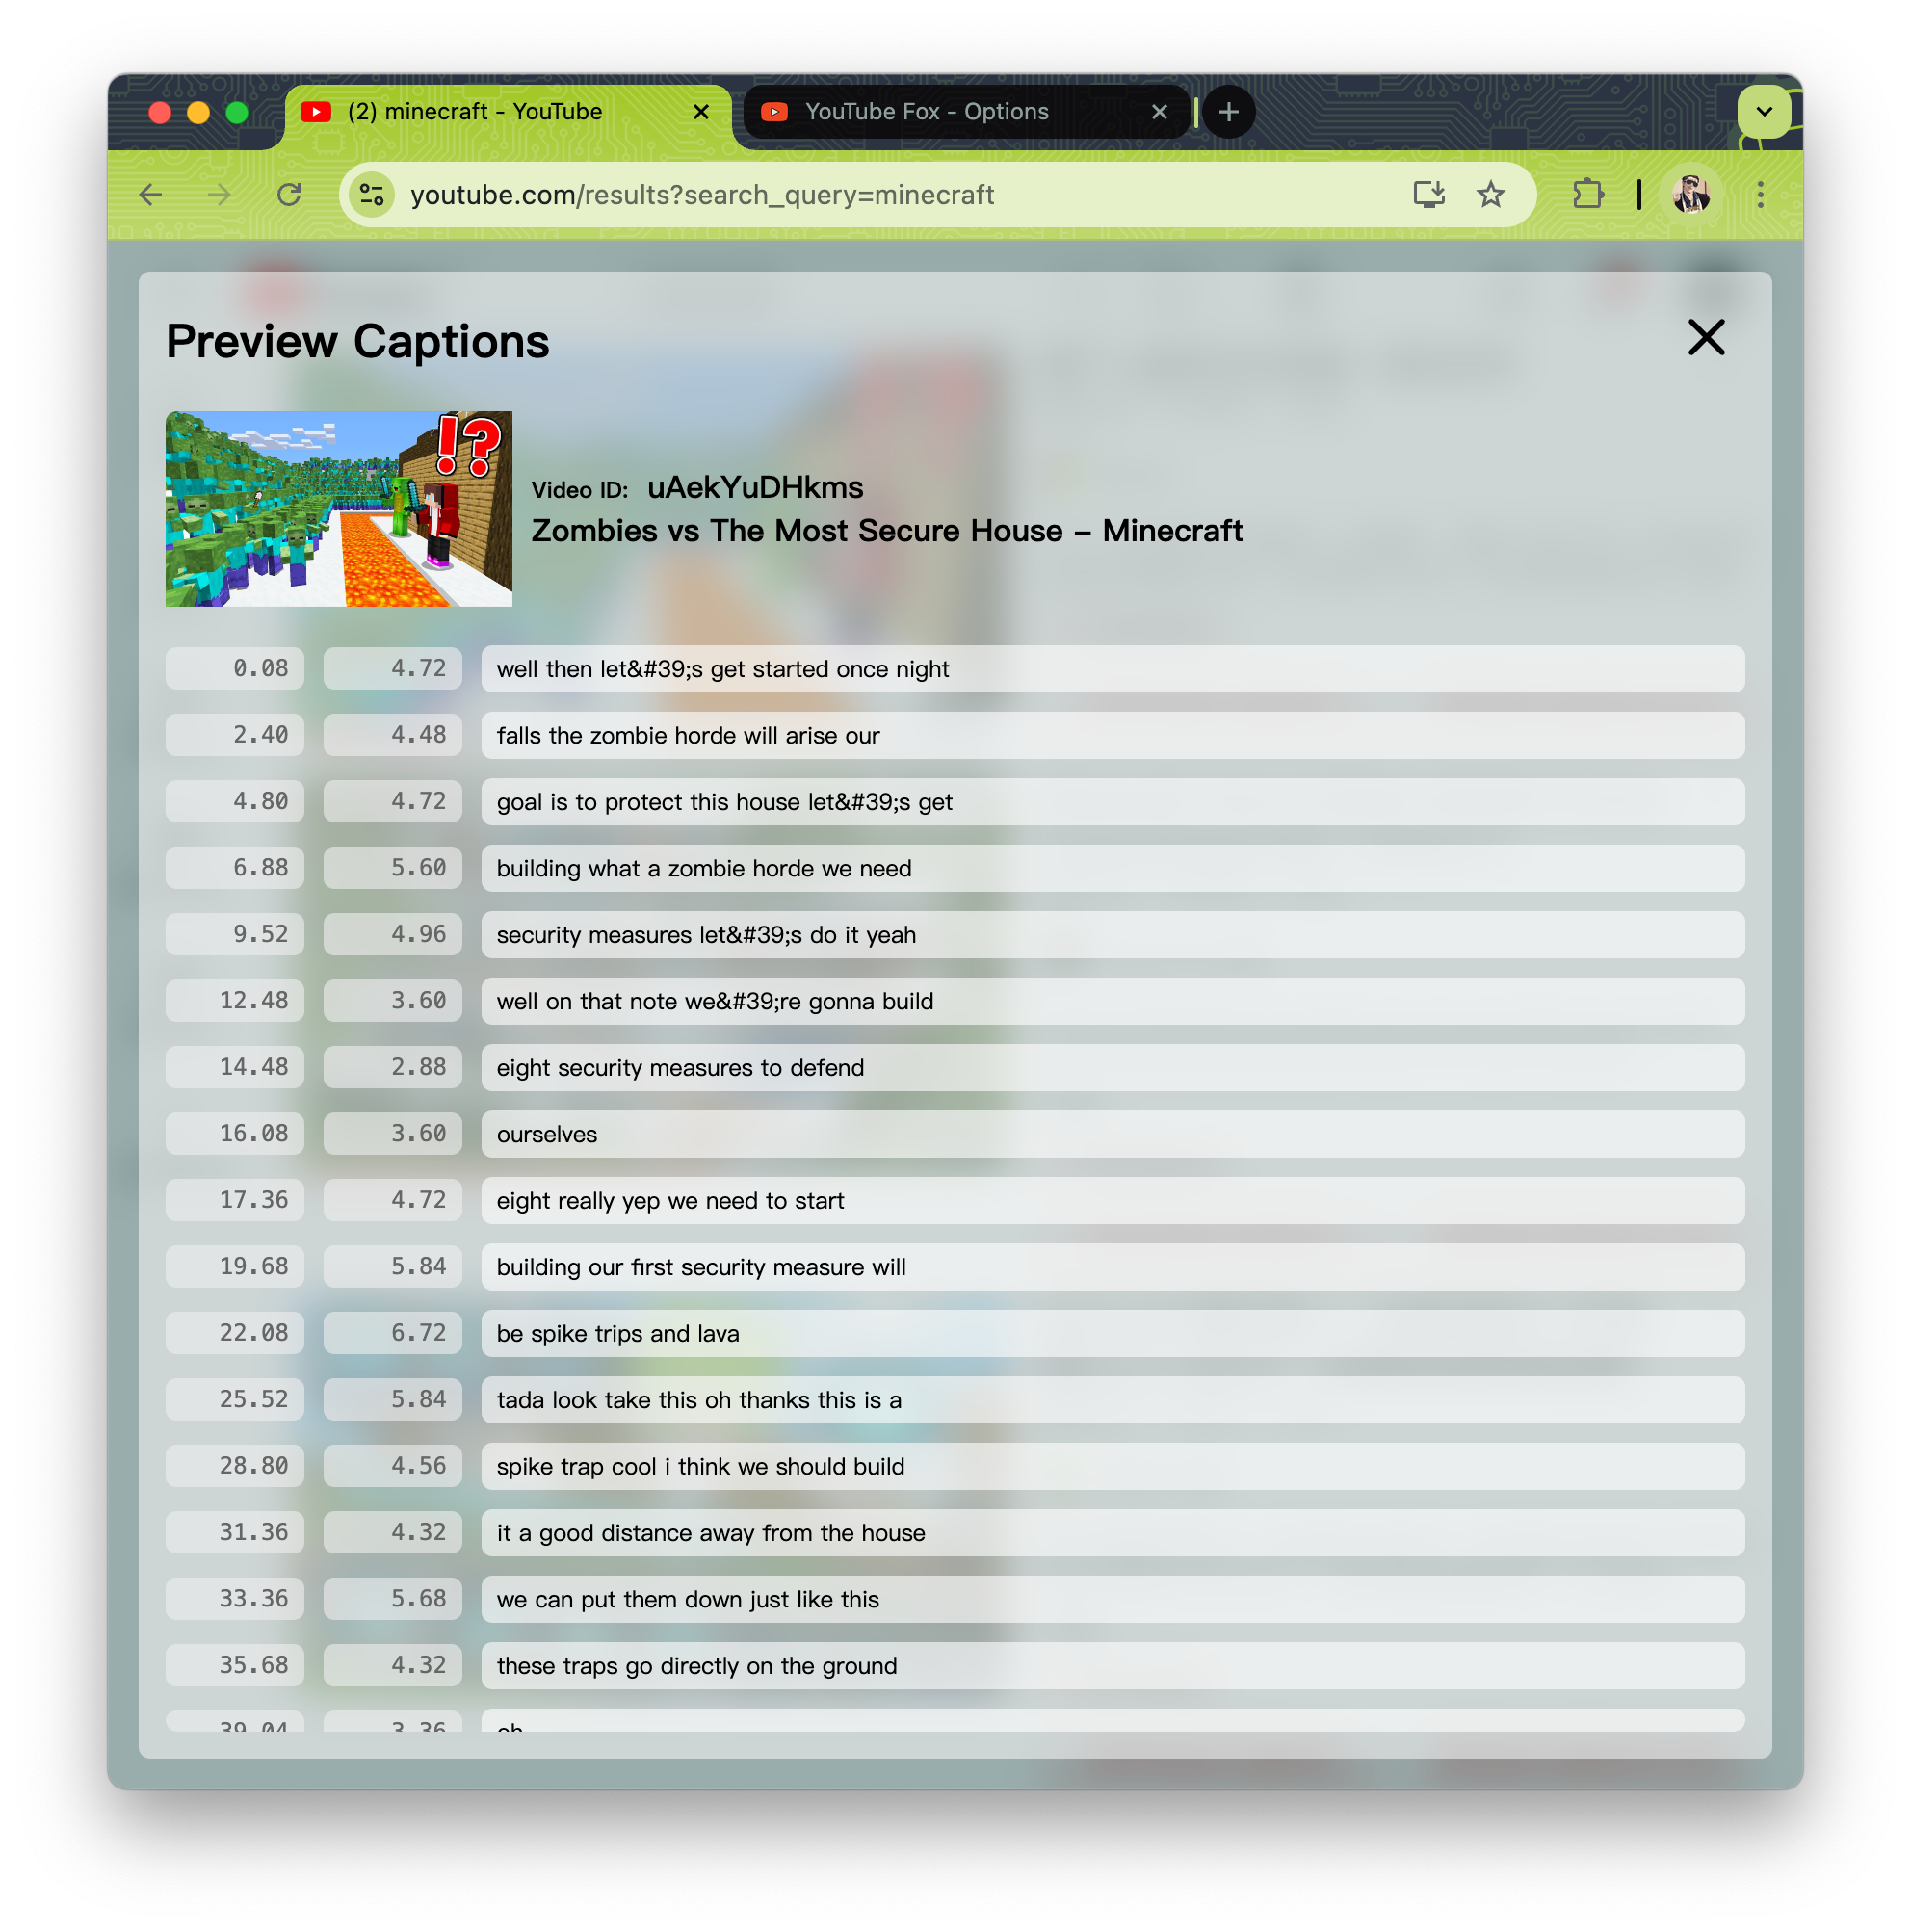 (2) minecraft - YouTube
YouTube Fox - Options
youtube.com/results?search_query=minecraft
Preview Captions
!?
Video ID: uAekYuDHkms
Zombies vs The Most Secure House – Minecraft
0.08 4.72 well then let&#39;s get started once night
2.40 4.48 falls the zombie horde will arise our
4.80 4.72 goal is to protect this house let&#39;s get
6.88 5.60 building what a zombie horde we need
9.52 4.96 security measures let&#39;s do it yeah
12.48 3.60 well on that note we&#39;re gonna build
14.48 2.88 eight security measures to defend
16.08 3.60 ourselves
17.36 4.72 eight really yep we need to start
19.68 5.84 building our first security measure will
22.08 6.72 be spike trips and lava
25.52 5.84 tada look take this oh thanks this is a
28.80 4.56 spike trap cool i think we should build
31.36 4.32 it a good distance away from the house
33.36 5.68 we can put them down just like this
35.68 4.32 these traps go directly on the ground
39.04 3.36 oh